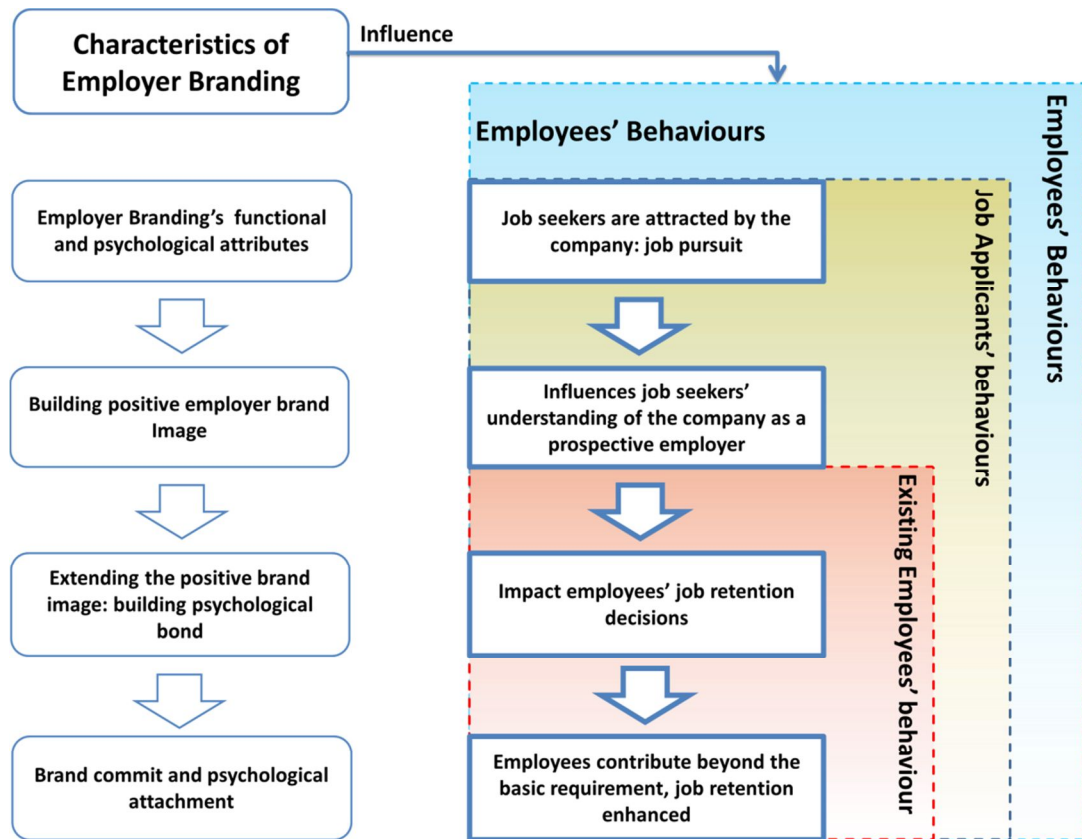 Characteristics of
Employer Branding
Influence
Employees’ Behaviours
Employees’ Behaviours
Job Applicants’ behaviours
Existing Employees’ behaviour
Employer Branding’s functional
and psychological attributes
Job seekers are attracted by the
company: job pursuit
Building positive employer brand
Image
Influences job seekers’
understanding of the company as a
prospective employer
Extending the positive brand
image: building psychological
bond
Impact employees’ job retention
decisions
Brand commit and psychological
attachment
Employees contribute beyond the
basic requirement, job retention
enhanced